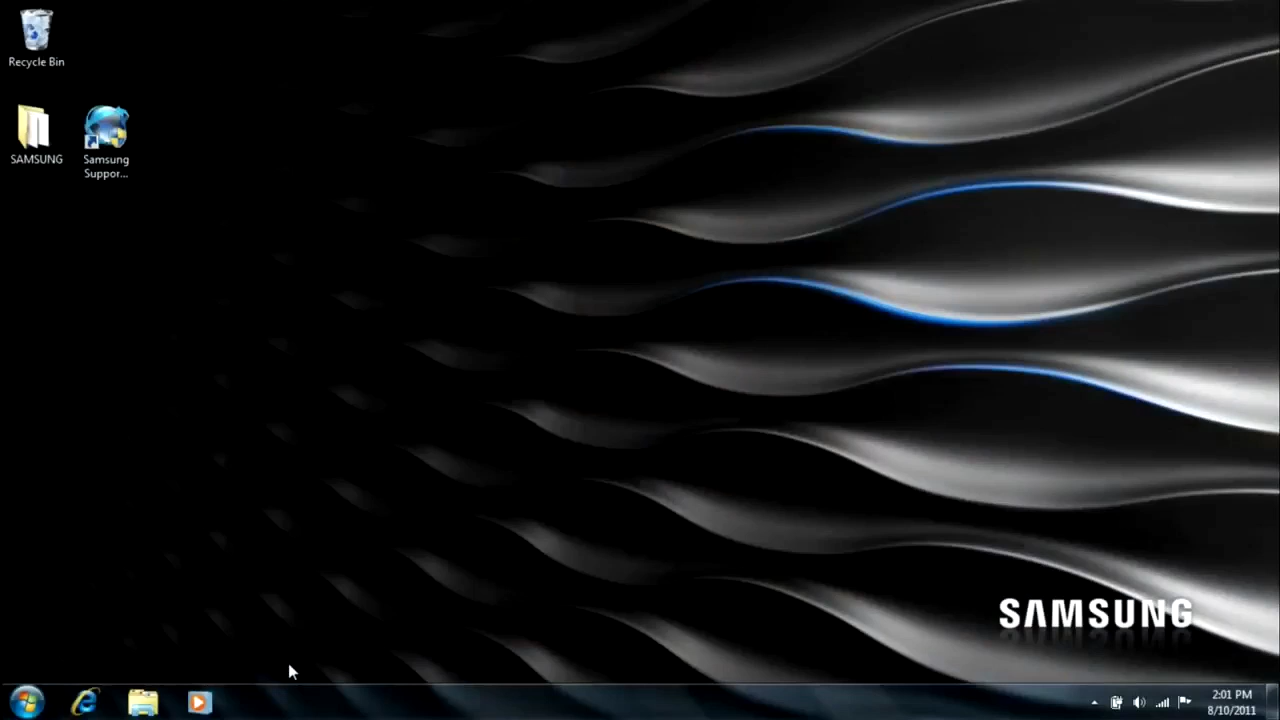 Recycle Bin
SAMSUNG
Samsung
Suppor...
SAMSUNG
2:01 PM
8/10/2011